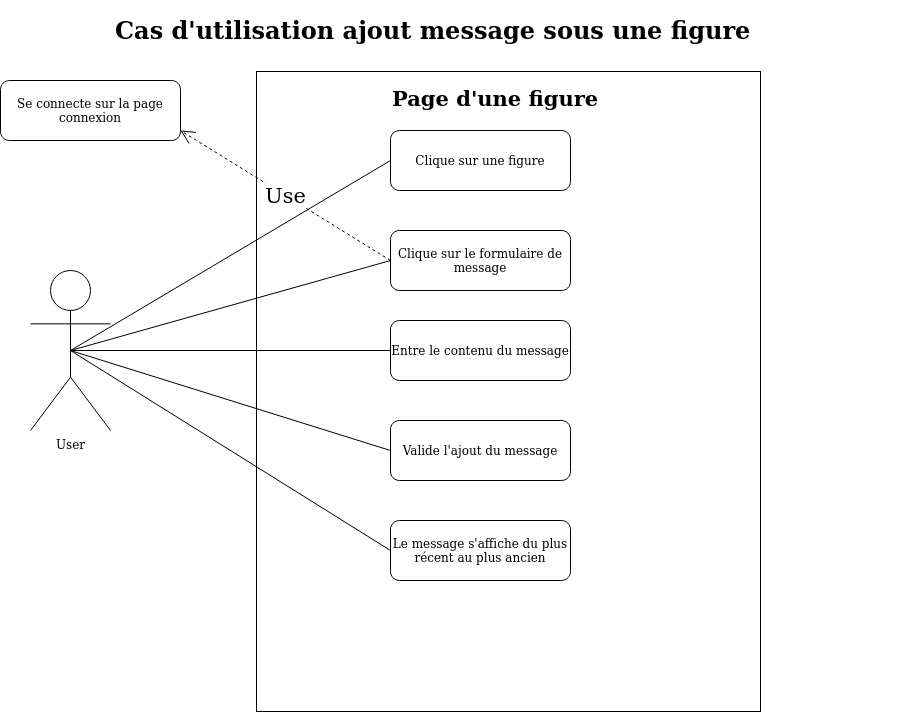 Cas d'utilisation ajout message sous une figure
Se connecte sur la page
connexion
Page d'une figure
Clique sur une figure
Use
Clique sur le formulaire de
message
Entre le contenu du message
User
Valide l'ajout du message
Le message s'affiche du plus
récent au plus ancien